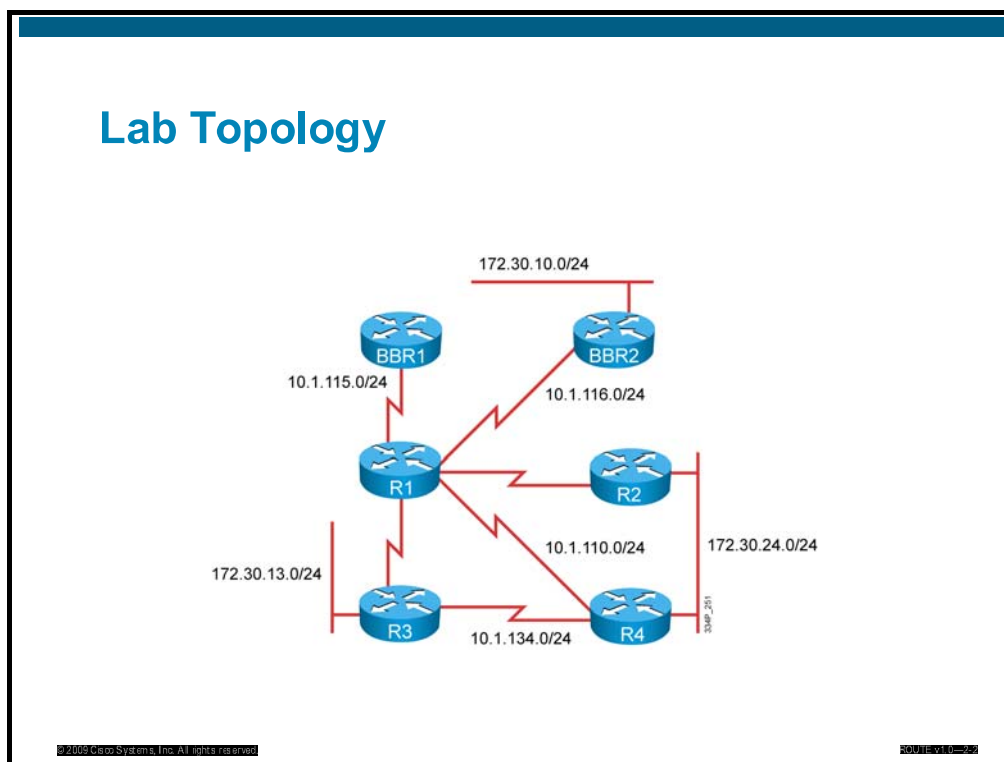 Lab Topology
172.30.10.0/24
BBR1
BBR2
10.1.115.0/24
10.1.116.0/24
R1
R2
10.1.110.0/24
172.30.24.0/24
172.30.13.0/24
R3
R4
10.1.134.0/24
334P_251
© 2009 Cisco Systems, Inc. All rights reserved.
ROUTE v1.0—2-2